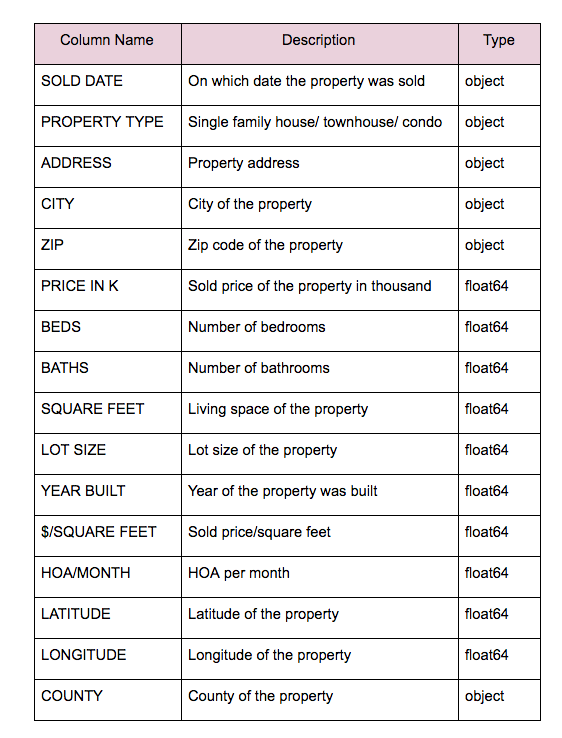 Column Name Description Type
SOLD DATE On which date the property was sold object
PROPERTY TYPE Single family house/ townhouse/ condo object
ADDRESS Property address object
CITY City of the property object
ZIP Zip code of the property object
PRICE IN K Sold price of the property in thousand float64
BEDS Number of bedrooms float64
BATHS Number of bathrooms float64
SQUARE FEET Living space of the property float64
LOT SIZE Lot size of the property float64
YEAR BUILT Year of the property was built float64
$/SQUARE FEET Sold price/square feet float64
HOA/MONTH HOA per month float64
LATITUDE Latitude of the property float64
LONGITUDE Longitude of the property float64
COUNTY County of the property object